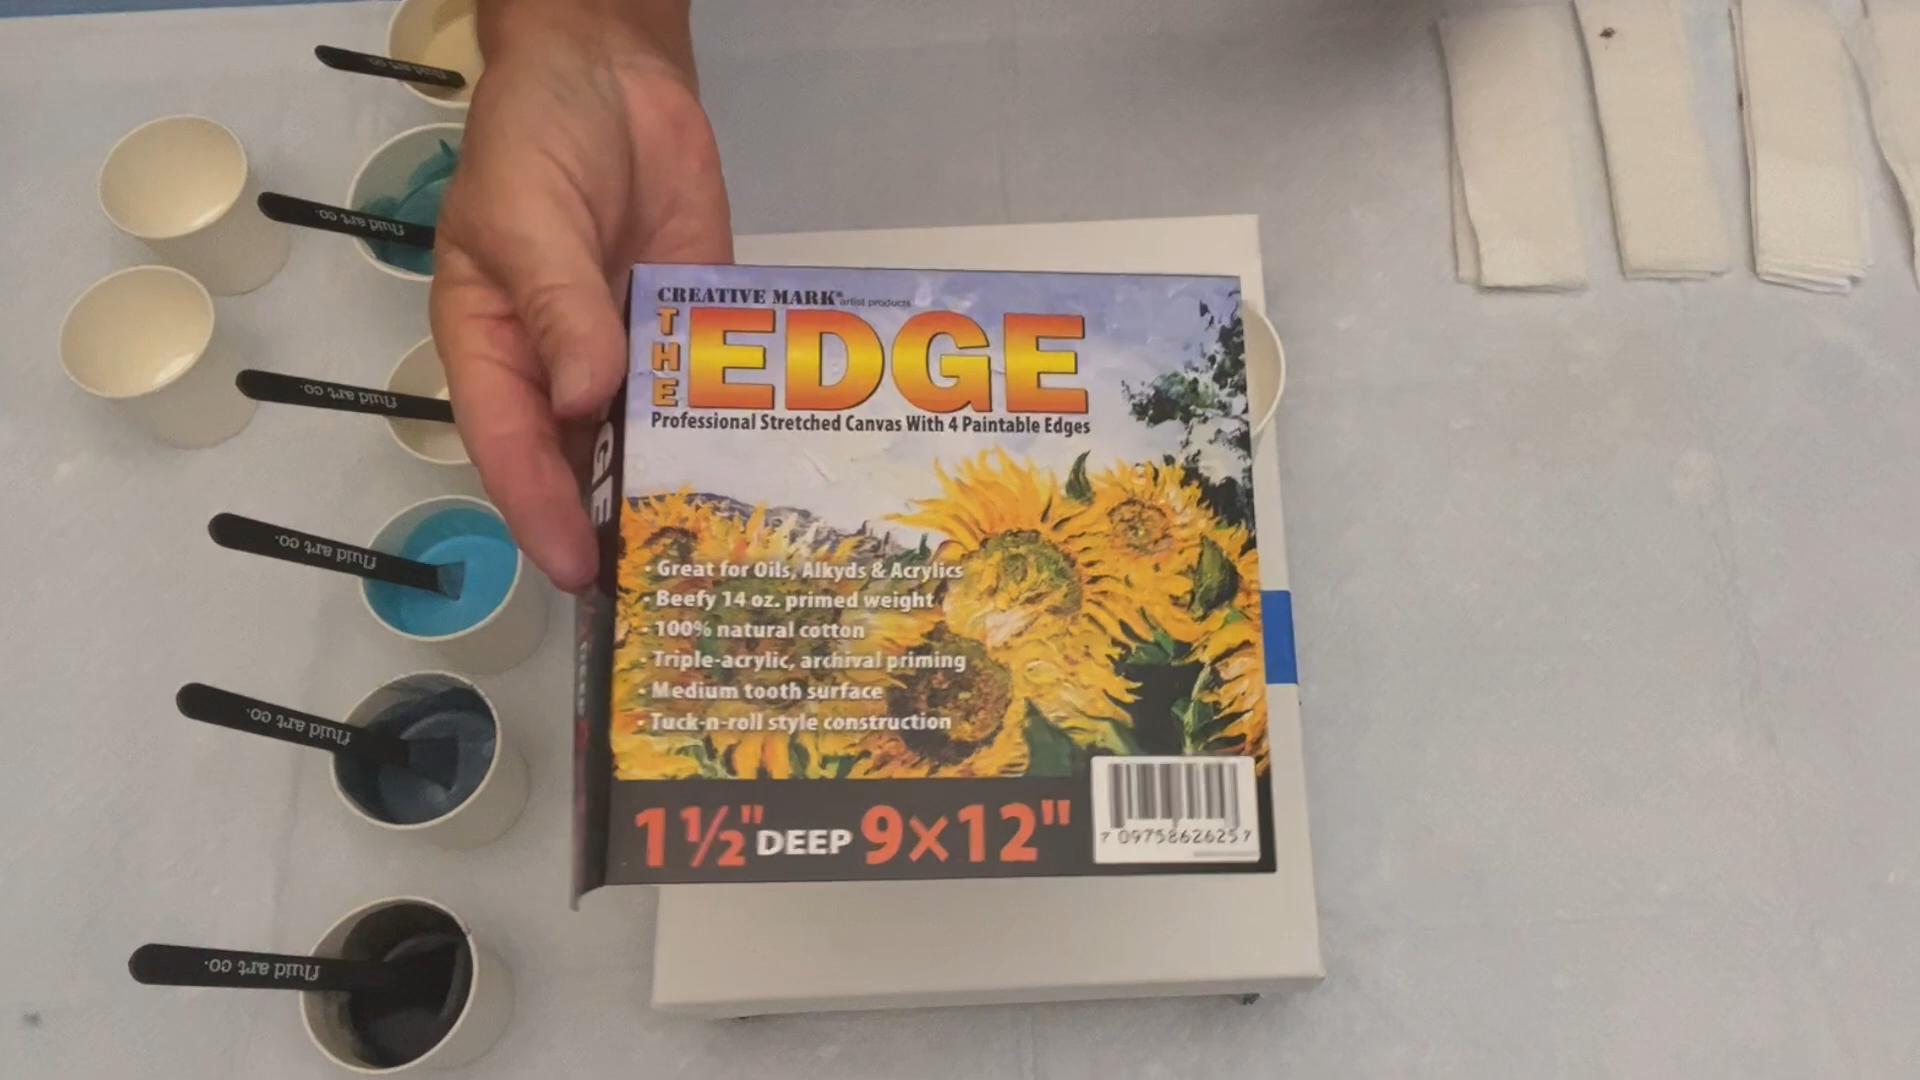 CREATIVE MARK® artist products
THE EDGE
Professional Stretched Canvas With 4 Paintable Edges
• Great for Oils, Alkyds & Acrylics
• Beefy 14 oz. primed weight
• 100% natural cotton
• Triple-acrylic, archival priming
• Medium tooth surface
• Tuck-n-roll style construction
1½" DEEP 9×12"
7 09758 62625 7
GE
fluid art co.
fluid art co.
fluid art co.
fluid art co.
fluid art co.
fluid art co.